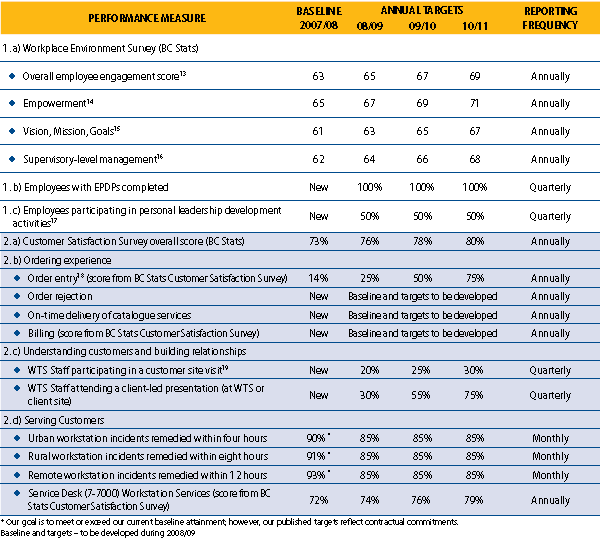 PERFORMANCE MEASURE BASELINE 2007/08 ANNUAL TARGETS 08/09 09/10 10/11 REPORTING FREQUENCY
1.a) Workplace Environment Survey (BC Stats)
Overall employee engagement score¹³ 63 65 67 69 Annually
Empowerment¹⁴ 65 67 69 71 Annually
Vision, Mission, Goals¹⁵ 61 63 65 67 Annually
Supervisory-level management¹⁶ 62 64 66 68 Annually
1.b) Employees with EPDPs completed New 100% 100% 100% Quarterly
1.c) Employees participating in personal leadership development
activities¹⁷ New 50% 50% 50% Quarterly
2.a) Customer Satisfaction Survey overall score (BC Stats) 73% 76% 78% 80% Annually
2.b) Ordering experience
Order entry¹⁸ (score from BC Stats Customer Satisfaction Survey) 14% 25% 50% 75% Annually
Order rejection New Baseline and targets to be developed Annually
On-time delivery of catalogue services New Baseline and targets to be developed Annually
Billing (score from BC Stats Customer Satisfaction Survey) New Baseline and targets to be developed Annually
2.c) Understanding customers and building relationships
WTS Staff participating in a customer site visit¹⁹ New 20% 25% 30% Quarterly
WTS Staff attending a client-led presentation (at WTS or
client site) New 30% 55% 75% Quarterly
2.d) Serving Customers
Urban workstation incidents remedied within four hours 90% * 85% 85% 85% Monthly
Rural workstation incidents remedied within eight hours 91% * 85% 85% 85% Monthly
Remote workstation incidents remedied within 12 hours 93% * 85% 85% 85% Monthly
Service Desk (7-7000) Workstation Services (score from BC
Stats Customer Satisfaction Survey) 72% 74% 76% 79% Annually
* Our goal is to meet or exceed our current baseline attainment; however, our published targets reflect contractual commitments.
Baseline and targets – to be developed during 2008/09